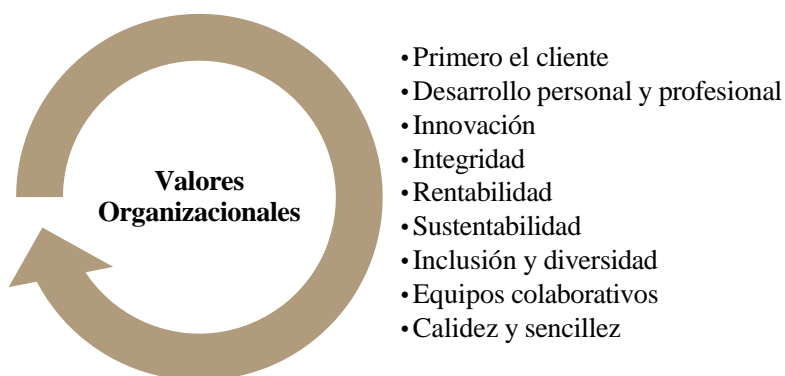 Valores
Organizacionales
• Primero el cliente
• Desarrollo personal y profesional
• Innovación
• Integridad
• Rentabilidad
• Sustentabilidad
• Inclusión y diversidad
• Equipos colaborativos
• Calidez y sencillez